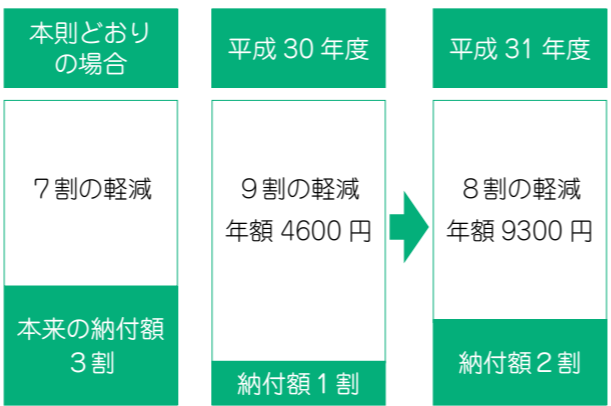 本則どおり
の場合
７割の軽減
本来の納付額
３割
平成 30 年度
９割の軽減
年額 4600 円
納付額１割
平成 31 年度
８割の軽減
年額 9300 円
納付額２割